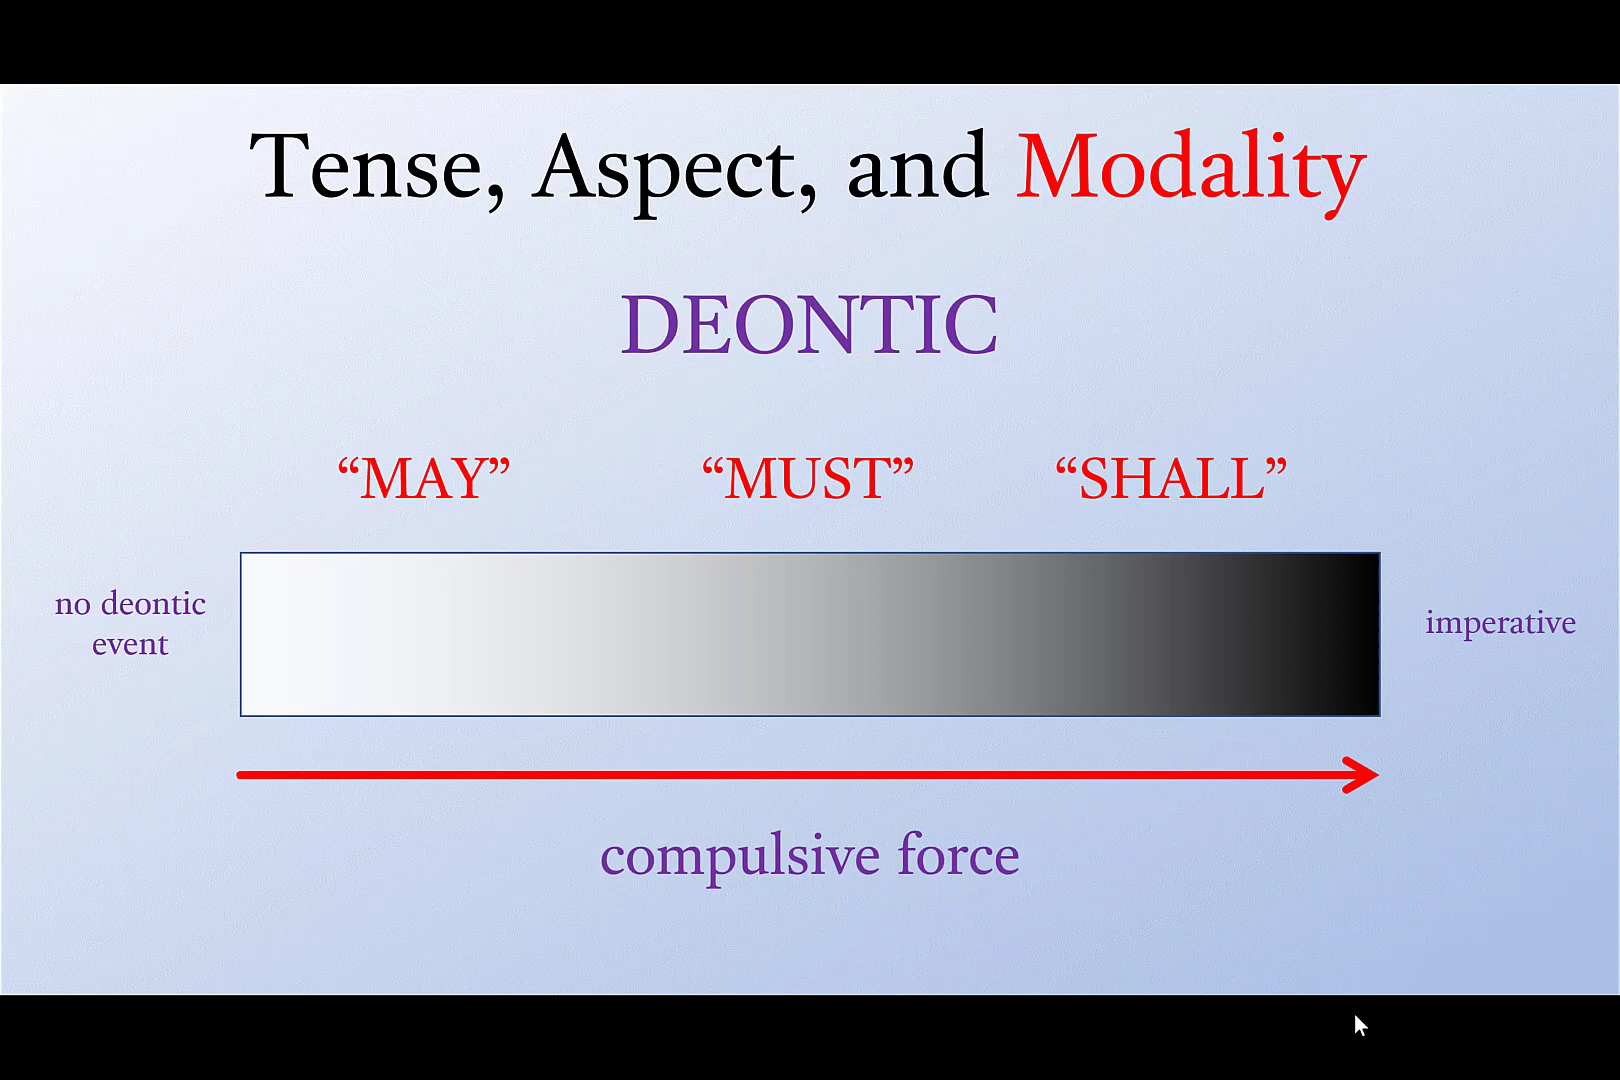 Tense, Aspect, and Modality
DEONTIC
“MAY” “MUST” “SHALL”
no deontic
event
imperative
compulsive force